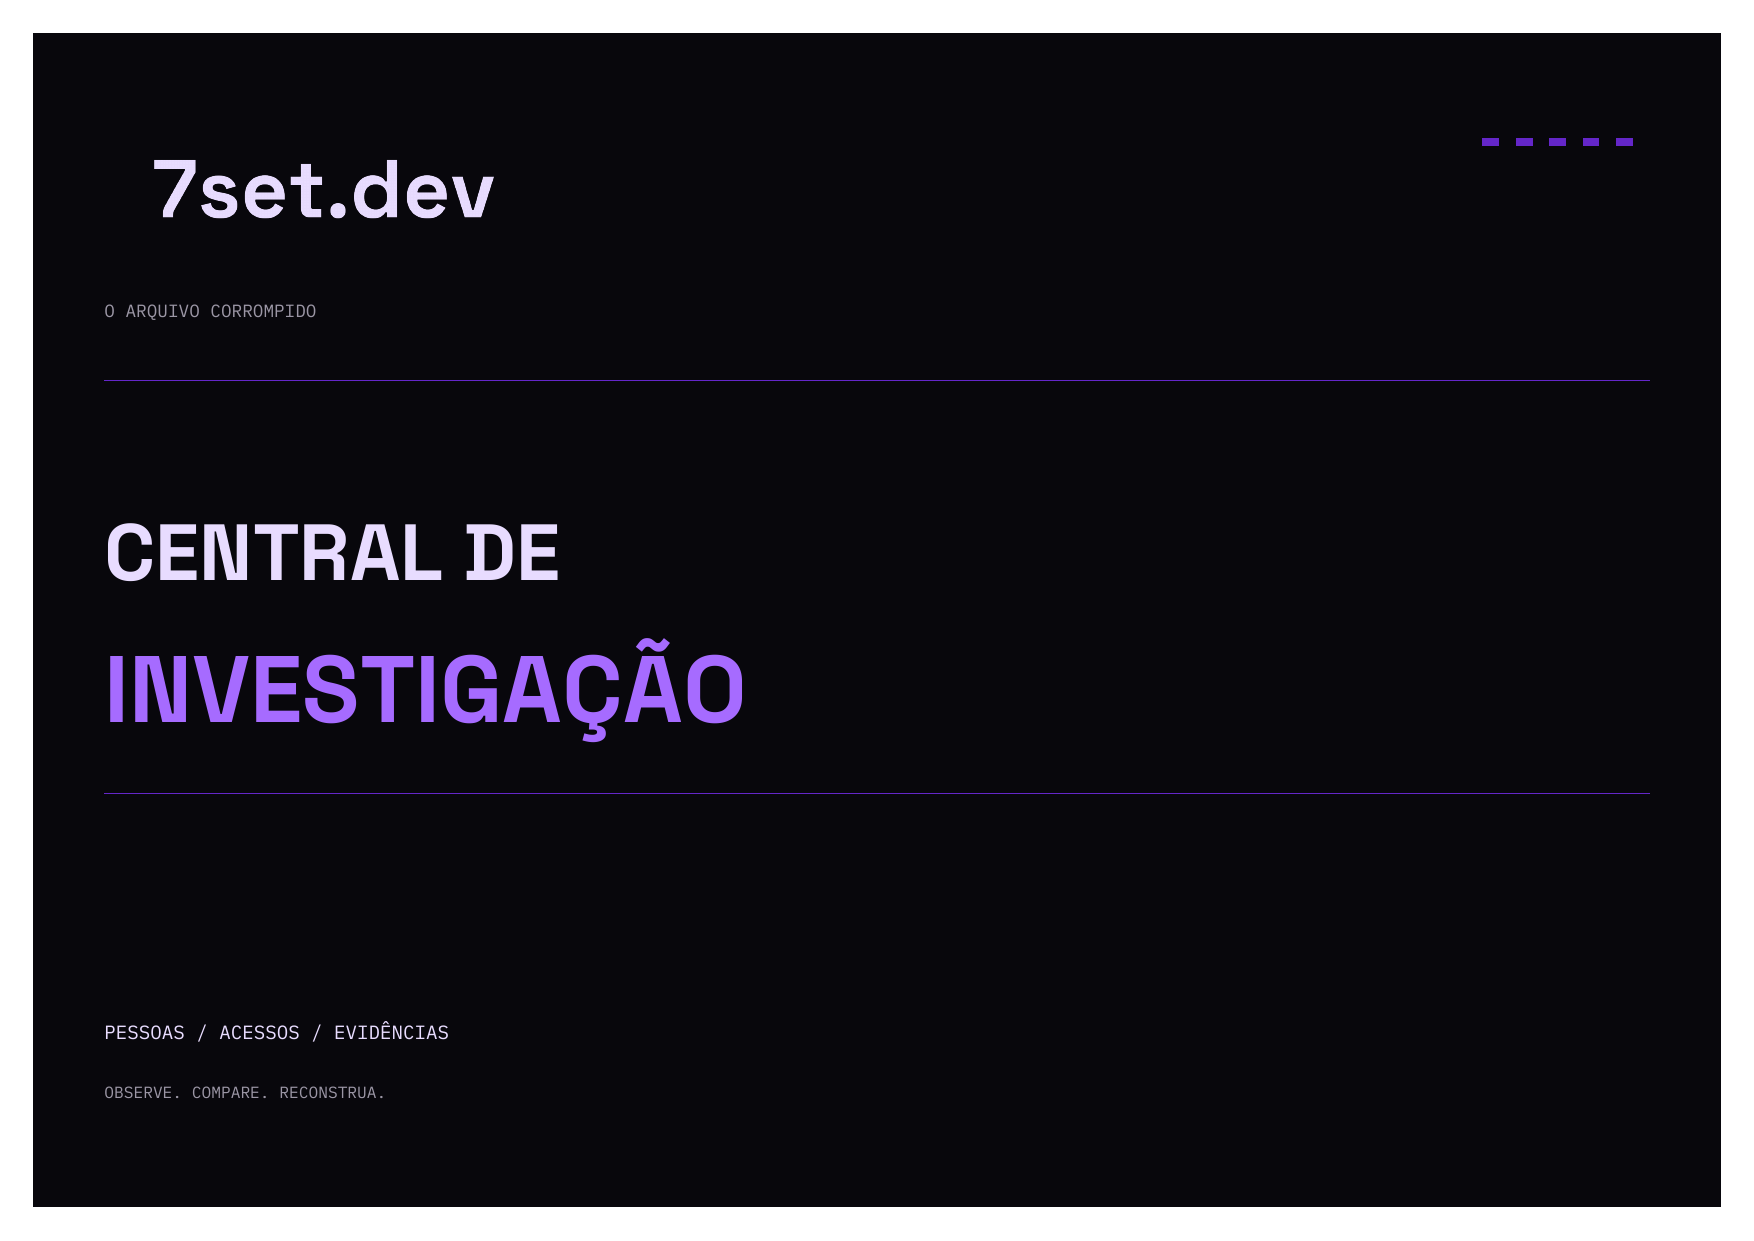 7set.dev
O ARQUIVO CORROMPIDO
CENTRAL DE
INVESTIGAÇÃO
PESSOAS / ACESSOS / EVIDÊNCIAS
OBSERVE. COMPARE. RECONSTRUA.